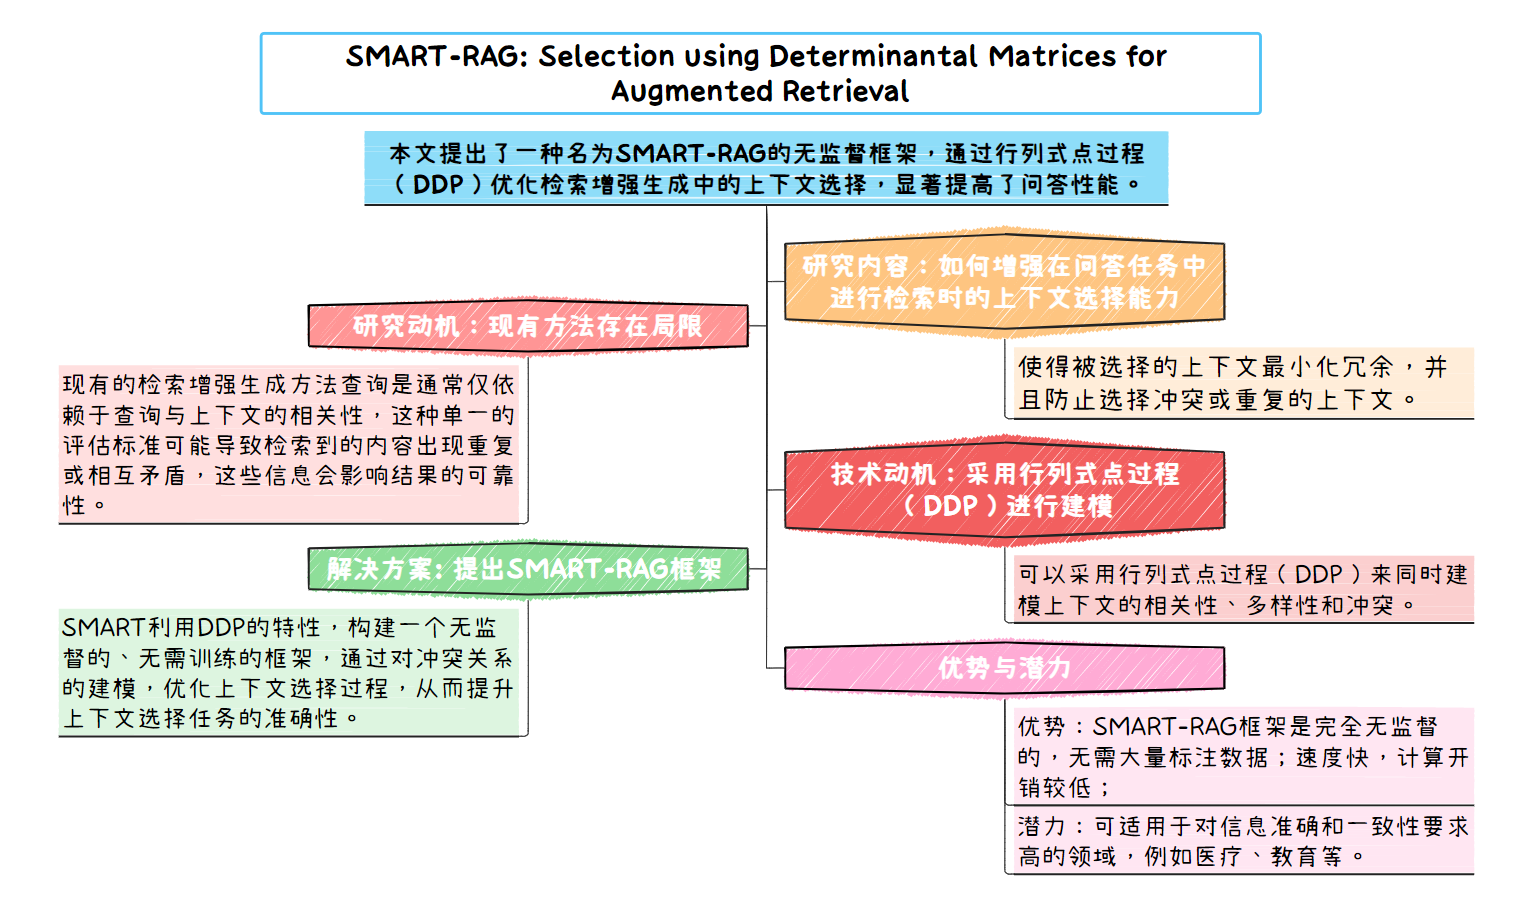 SMART-RAG: Selection using Determinantal Matrices for
Augmented Retrieval
本文提出了一种名为SMART-RAG的无监督框架，通过行列式点过程
（DDP）优化检索增强生成中的上下文选择，显著提高了问答性能。
研究内容：如何增强在问答任务中
进行检索时的上下文选择能力
使得被选择的上下文最小化冗余，并
且防止选择冲突或重复的上下文。
研究动机：现有方法存在局限
现有的检索增强生成方法查询是通常仅依
赖于查询与上下文的相关性，这种单一的
评估标准可能导致检索到的内容出现重复
或相互矛盾，这些信息会影响结果的可靠
性。
技术动机：采用行列式点过程
（DDP）进行建模
可以采用行列式点过程（DDP）来同时建
模上下文的相关性、多样性和冲突。
解决方案: 提出SMART-RAG框架
SMART利用DDP的特性，构建一个无监
督的、无需训练的框架，通过对冲突关系
的建模，优化上下文选择过程，从而提升
上下文选择任务的准确性。
优势与潜力
优势：SMART-RAG框架是完全无监督
的，无需大量标注数据；速度快，计算开
销较低；
潜力：可适用于对信息准确和一致性要求
高的领域，例如医疗、教育等。